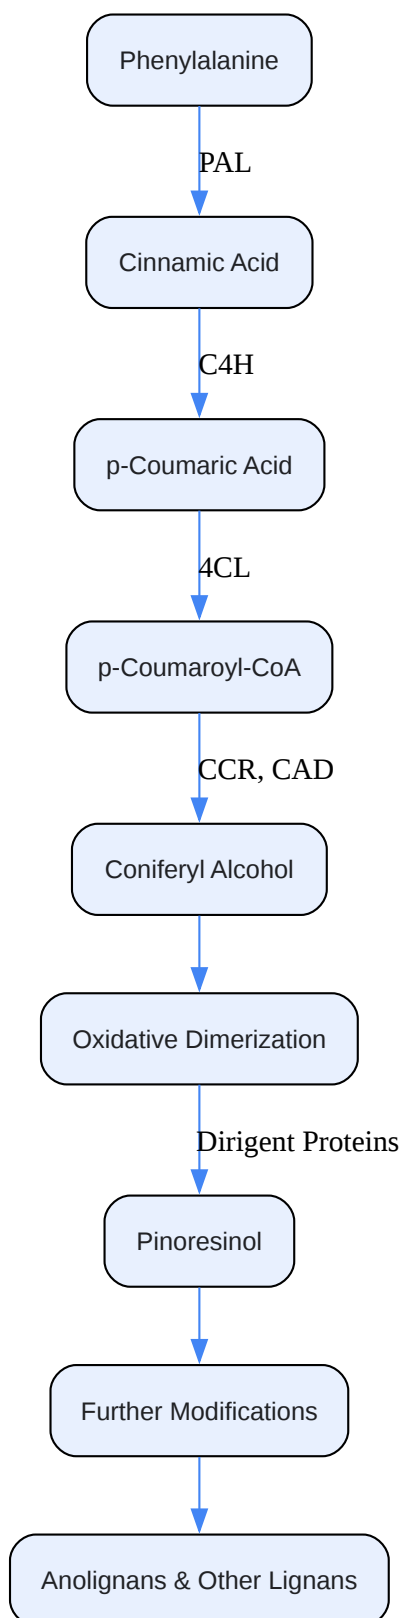 Phenylalanine
PAL
Cinnamic Acid
C4H
p-Coumaric Acid
4CL
p-Coumaroyl-CoA
CCR, CAD
Coniferyl Alcohol
Oxidative Dimerization
Dirigent Proteins
Pinoresinol
Further Modifications
Anolignans & Other Lignans